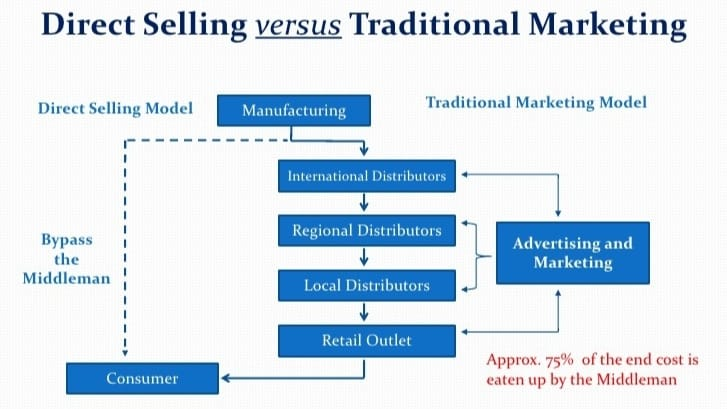 Direct Selling versus Traditional Marketing
Direct Selling Model
Manufacturing
Traditional Marketing Model
International Distributors
Regional Distributors
Advertising and
Marketing
Bypass
the
Middleman
Local Distributors
Retail Outlet
Approx. 75% of the end cost is
eaten up by the Middleman
Consumer